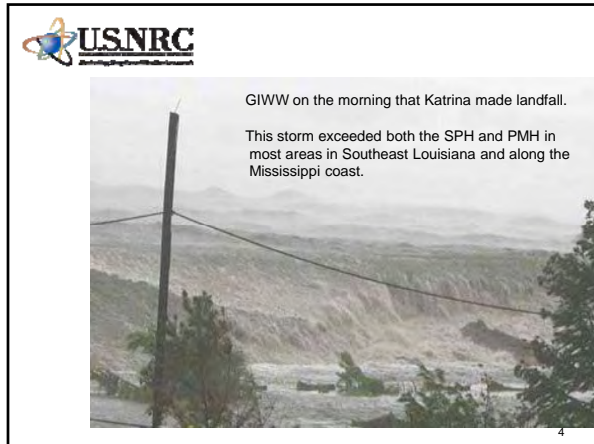 U.S.NRC
GIWW on the morning that Katrina made landfall.
This storm exceeded both the SPH and PMH in
most areas in Southeast Louisiana and along the
Mississippi coast.
4